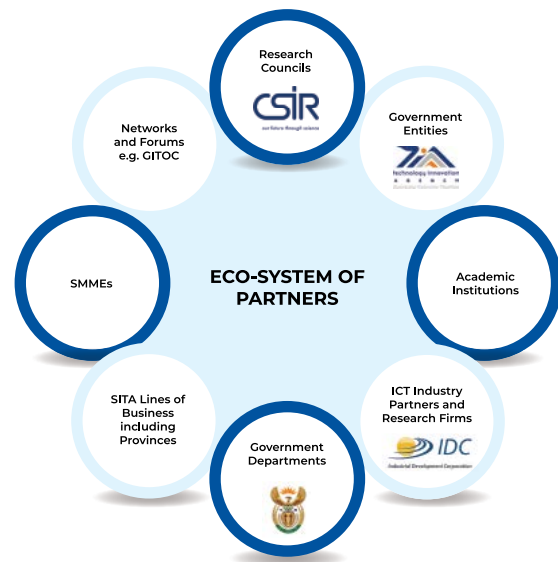 Research
Councils
CSIR
our future through science
Networks
and Forums
e.g. GITOC
Government
Entities
TIA
technology innovation
AGENCY
SMMEs
ECO-SYSTEM OF
PARTNERS
Academic
Institutions
SITA Lines of
Business
including
Provinces
ICT Industry
Partners and
Research Firms
IDC
Industrial Development Corporation
Government
Departments